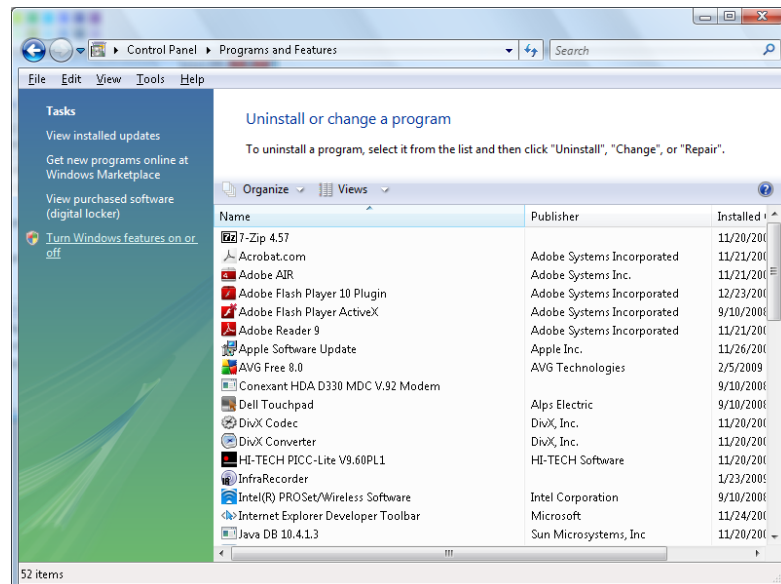 Control Panel Programs and Features Search
File Edit View Tools Help
Tasks
View installed updates
Get new programs online at
Windows Marketplace
View purchased software
(digital locker)
Turn Windows features on or
off
Uninstall or change a program
To uninstall a program, select it from the list and then click "Uninstall", "Change", or "Repair".
Organize Views
Name Publisher Installed
7-Zip 4.57 11/20/200
Acrobat.com Adobe Systems Incorporated 11/21/200
Adobe AIR Adobe Systems Inc. 11/21/200
Adobe Flash Player 10 Plugin Adobe Systems Incorporated 12/23/200
Adobe Flash Player ActiveX Adobe Systems Incorporated 9/10/2008
Adobe Reader 9 Adobe Systems Incorporated 11/21/200
Apple Software Update Apple Inc. 11/26/200
AVG Free 8.0 AVG Technologies 2/5/2009
Conexant HDA D330 MDC V.92 Modem 9/10/2008
Dell Touchpad Alps Electric 9/10/2008
DivX Codec DivX, Inc. 11/20/200
DivX Converter DivX, Inc. 11/20/200
HI-TECH PICC-Lite V9.60PL1 HI-TECH Software 11/20/200
InfraRecorder 1/23/2009
Intel(R) PROSet/Wireless Software Intel Corporation 9/10/2008
Internet Explorer Developer Toolbar Microsoft 11/24/200
Java DB 10.4.1.3 Sun Microsystems, Inc 11/20/200
52 items